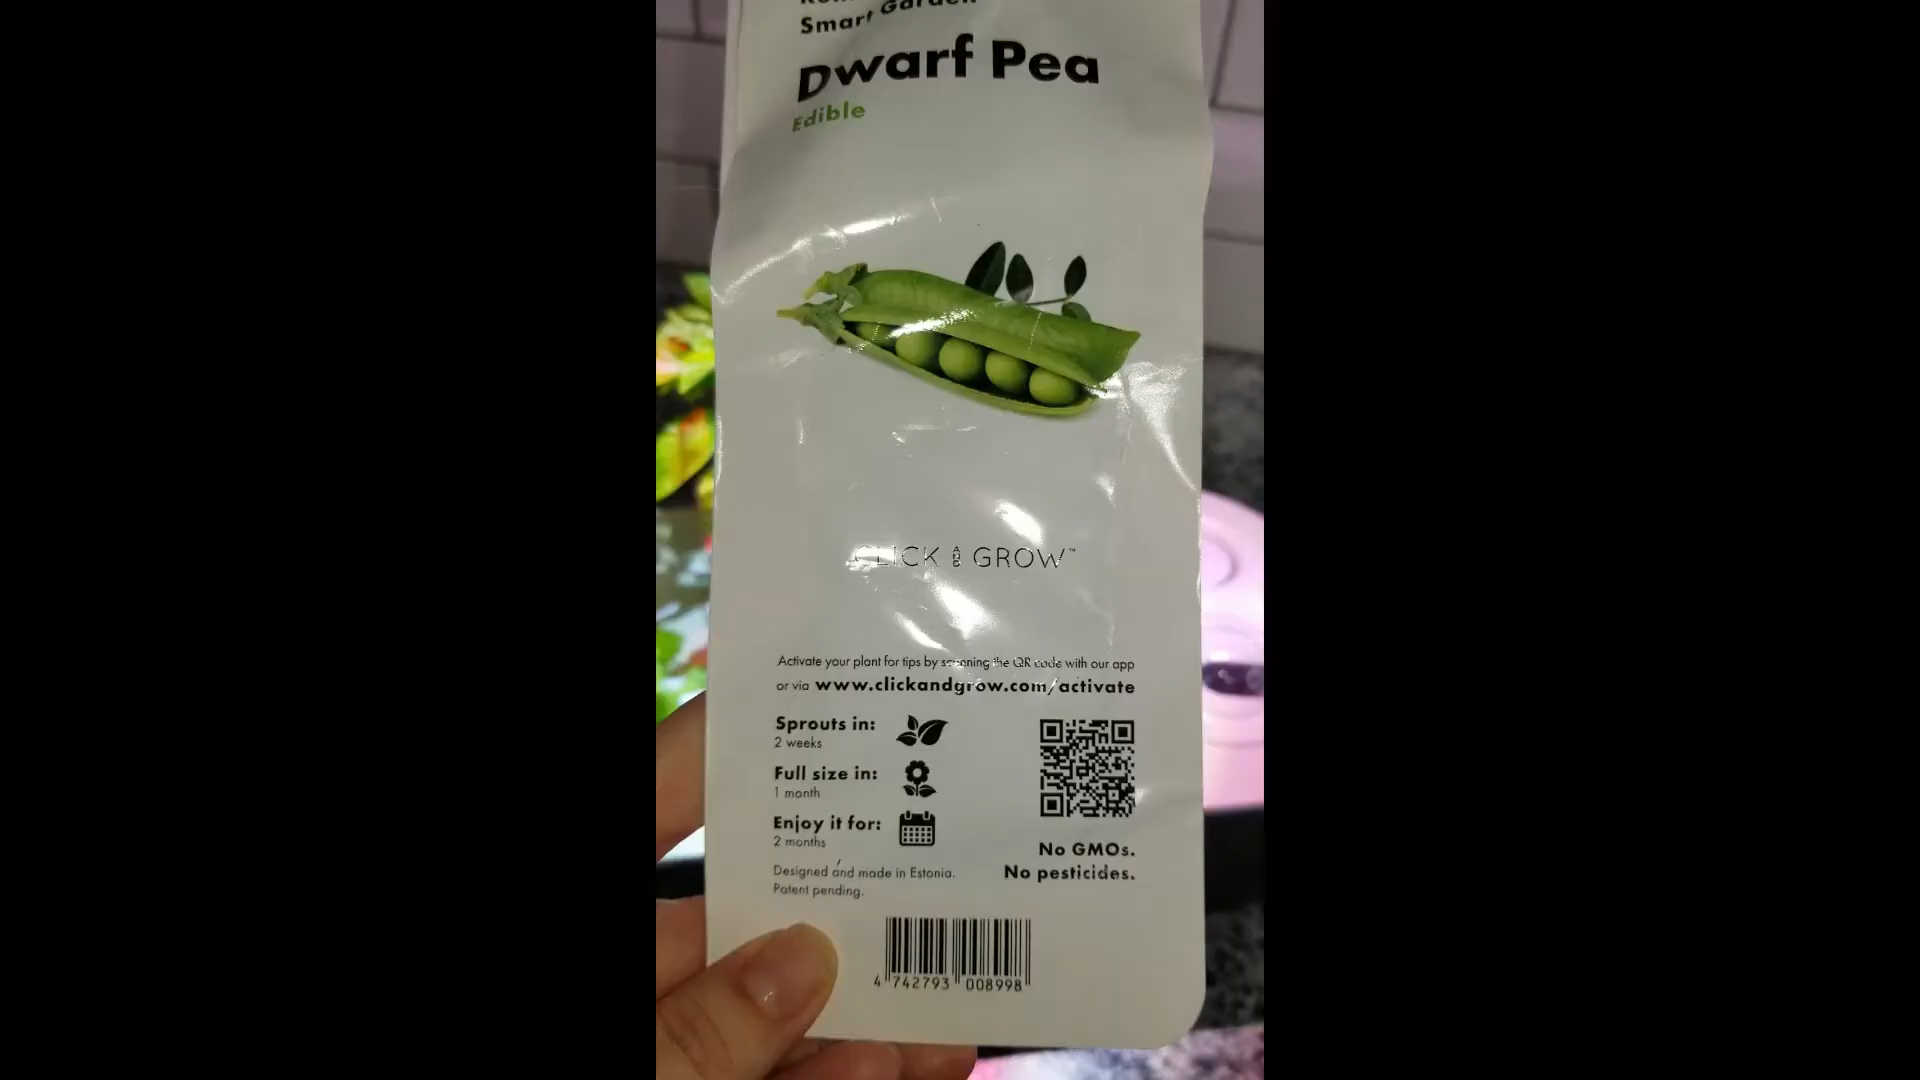 Smart Garden
Dwarf Pea
Edible
CLICK AND GROW™
Activate your plant for tips by scanning the QR code with our app
or via www.clickandgrow.com/activate
Sprouts in:
2 weeks
Full size in:
1 month
Enjoy it for:
2 months
No GMOs.
No pesticides.
Designed and made in Estonia.
Patent pending.
4 742793 008998